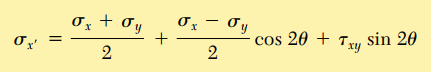 σx′ = (σx + σy)/2 + (σx − σy)/2 cos 2θ + τxy sin 2θ